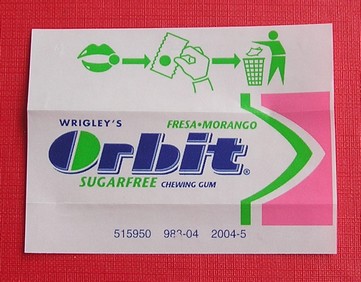 WRIGLEY'S
FRESA•MORANGO
Orbit®
SUGARFREE CHEWING GUM
515950 983-04 2004-5